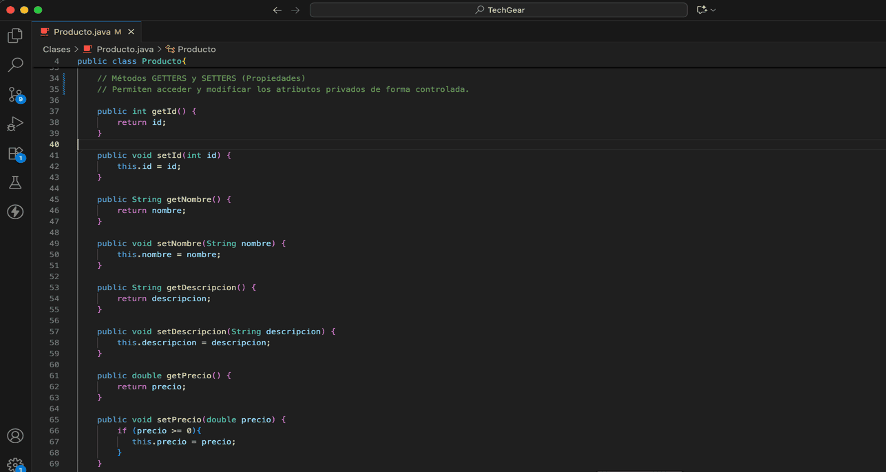 TechGear
Producto.java M
Clases > Producto.java > Producto
4 public class Producto{
34 // Métodos GETTERS y SETTERS (Propiedades)
35 // Permiten acceder y modificar los atributos privados de forma controlada.
36
37 public int getId() {
38 return id;
39 }
40
41 public void setId(int id) {
42 this.id = id;
43 }
44
45 public String getNombre() {
46 return nombre;
47 }
48
49 public void setNombre(String nombre) {
50 this.nombre = nombre;
51 }
52
53 public String getDescripcion() {
54 return descripcion;
55 }
56
57 public void setDescripcion(String descripcion) {
58 this.descripcion = descripcion;
59 }
60
61 public double getPrecio() {
62 return precio;
63 }
64
65 public void setPrecio(double precio) {
66 if (precio >= 0){
67 this.precio = precio;
68 }
69 }
9
1
1